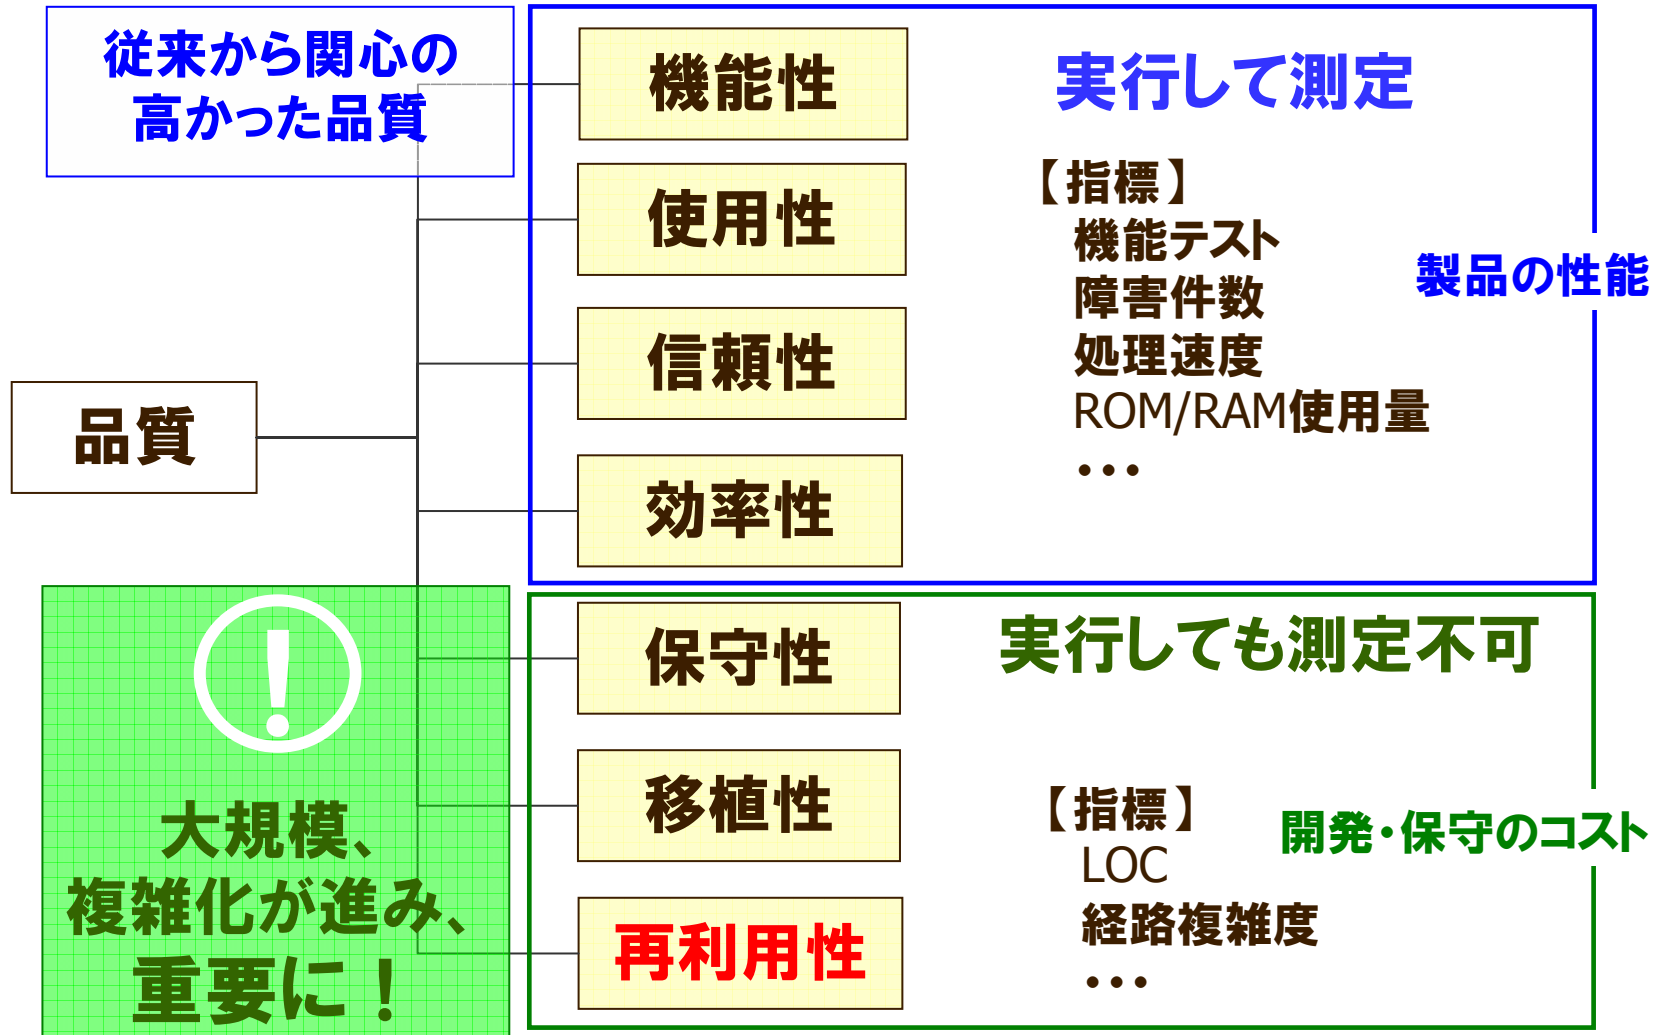 従来から関心の
高かった品質
機能性
使用性
信頼性
効率性
実行して測定
【指標】
機能テスト
障害件数
処理速度
ROM/RAM使用量
・・・
製品の性能
品質
!
大規模、
複雑化が進み、
重要に！
保守性
移植性
再利用性
実行しても測定不可
【指標】
LOC
経路複雑度
・・・
開発・保守のコスト